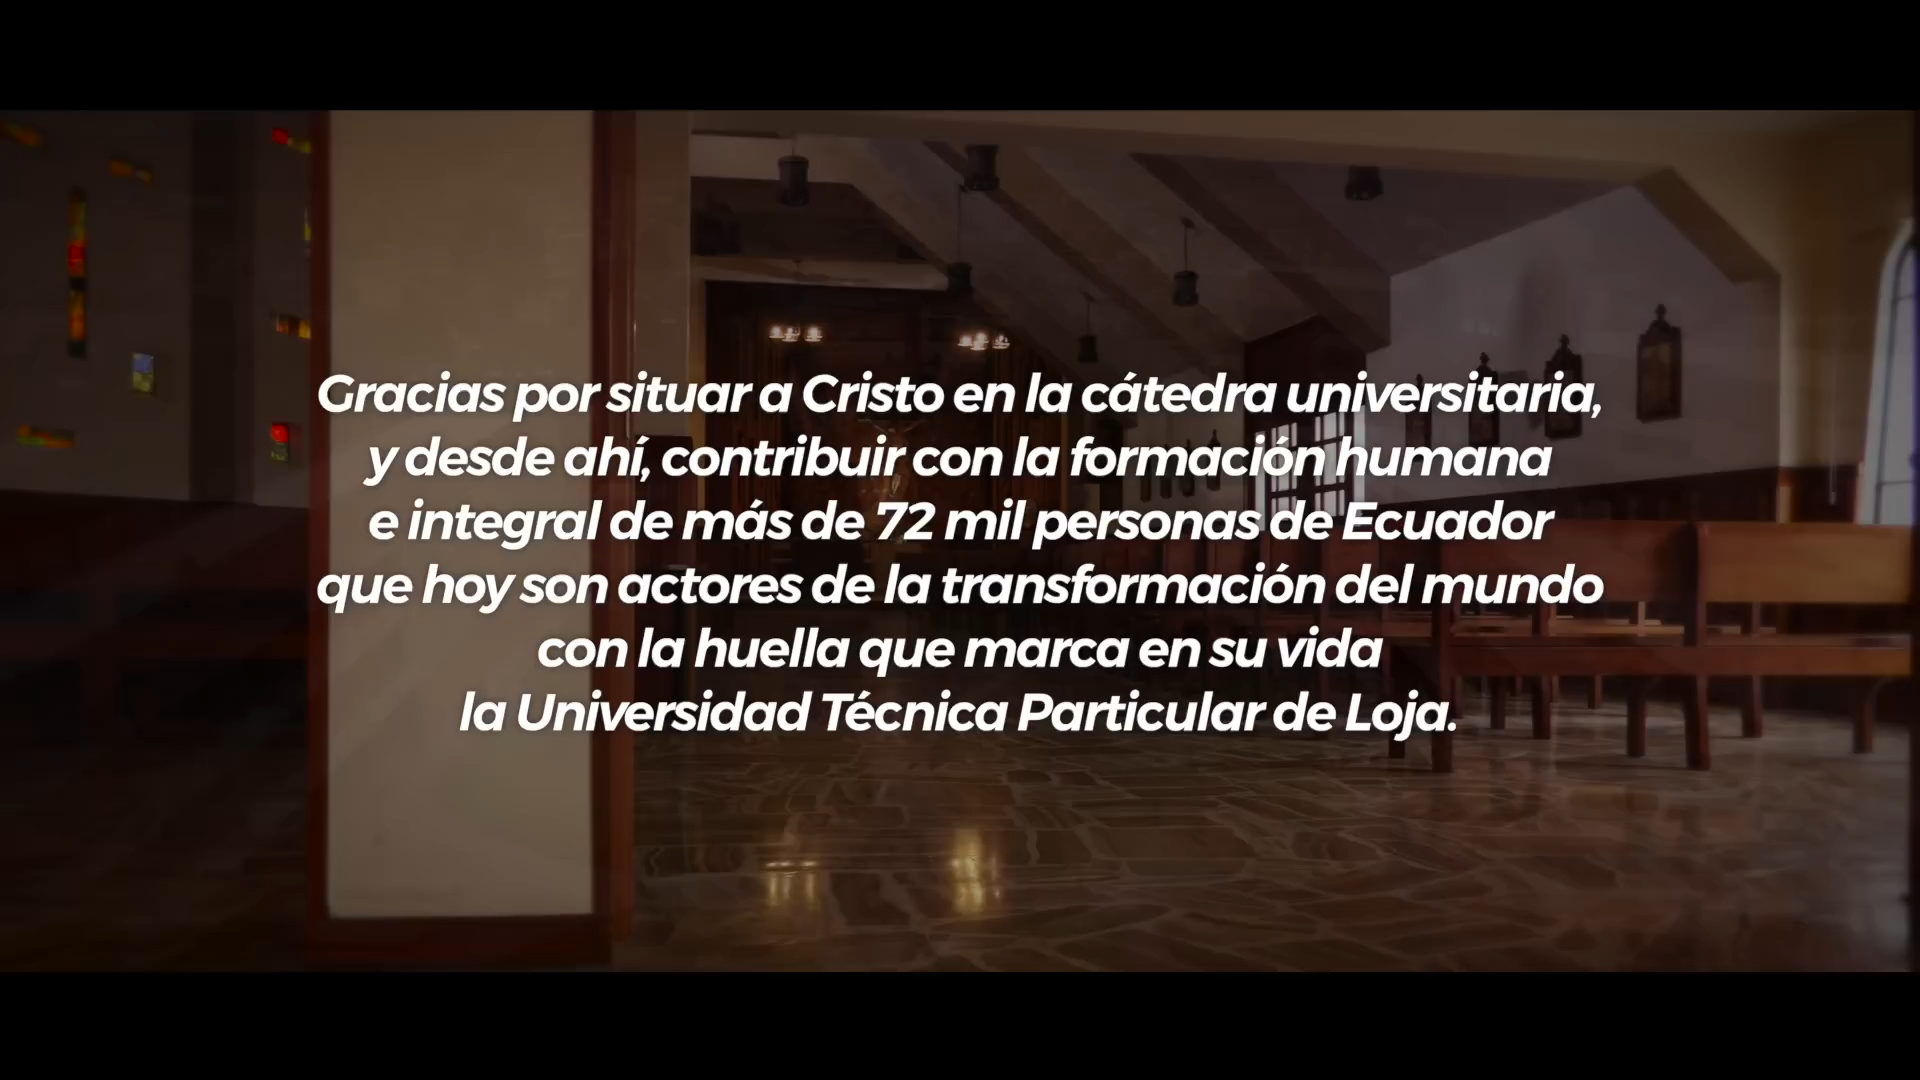 Gracias por situar a Cristo en la cátedra universitaria,
y desde ahí, contribuir con la formación humana
e integral de más de 72 mil personas de Ecuador
que hoy son actores de la transformación del mundo
con la huella que marca en su vida
la Universidad Técnica Particular de Loja.